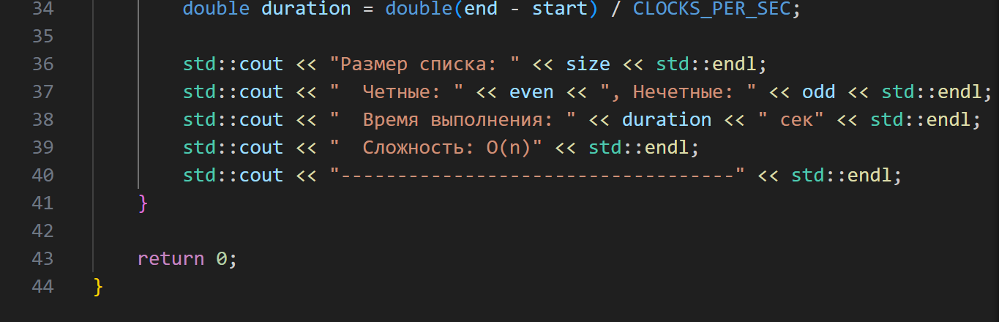 34 double duration = double(end - start) / CLOCKS_PER_SEC;
35
36 std::cout << "Размер списка: " << size << std::endl;
37 std::cout << "  Четные: " << even << ", Нечетные: " << odd << std::endl;
38 std::cout << "  Время выполнения: " << duration << " сек" << std::endl;
39 std::cout << "  Сложность: O(n)" << std::endl;
40 std::cout << "-----------------------------------" << std::endl;
41 }
42
43 return 0;
44 }